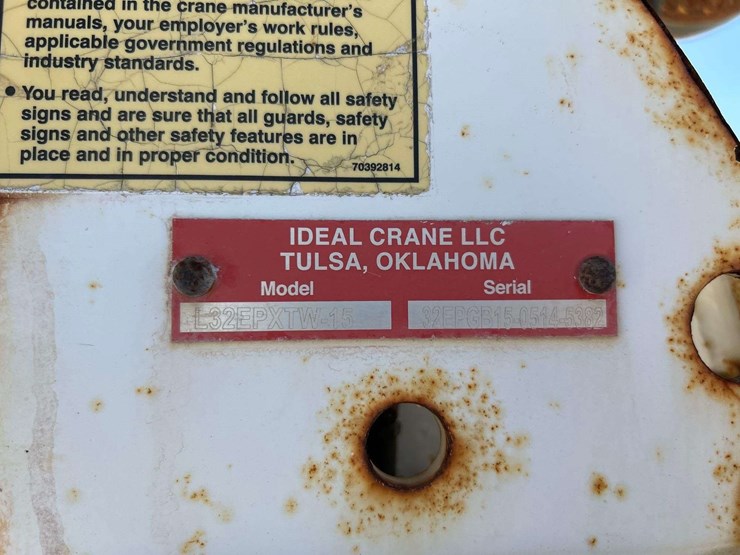 contained in the crane manufacturer's
manuals, your employer's work rules,
applicable government regulations and
industry standards.
• You read, understand and follow all safety
signs and are sure that all guards, safety
signs and other safety features are in
place and in proper condition.
70392814
IDEAL CRANE LLC
TULSA, OKLAHOMA
Model Serial
L32EPXTW-15